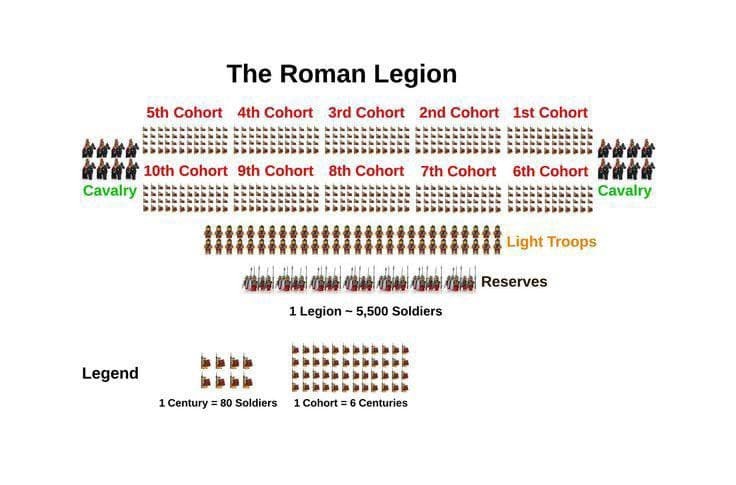 The Roman Legion
5th Cohort 4th Cohort 3rd Cohort 2nd Cohort 1st Cohort
10th Cohort 9th Cohort 8th Cohort 7th Cohort 6th Cohort
Cavalry Cavalry
Light Troops
Reserves
1 Legion ~ 5,500 Soldiers
Legend
1 Century = 80 Soldiers 1 Cohort = 6 Centuries